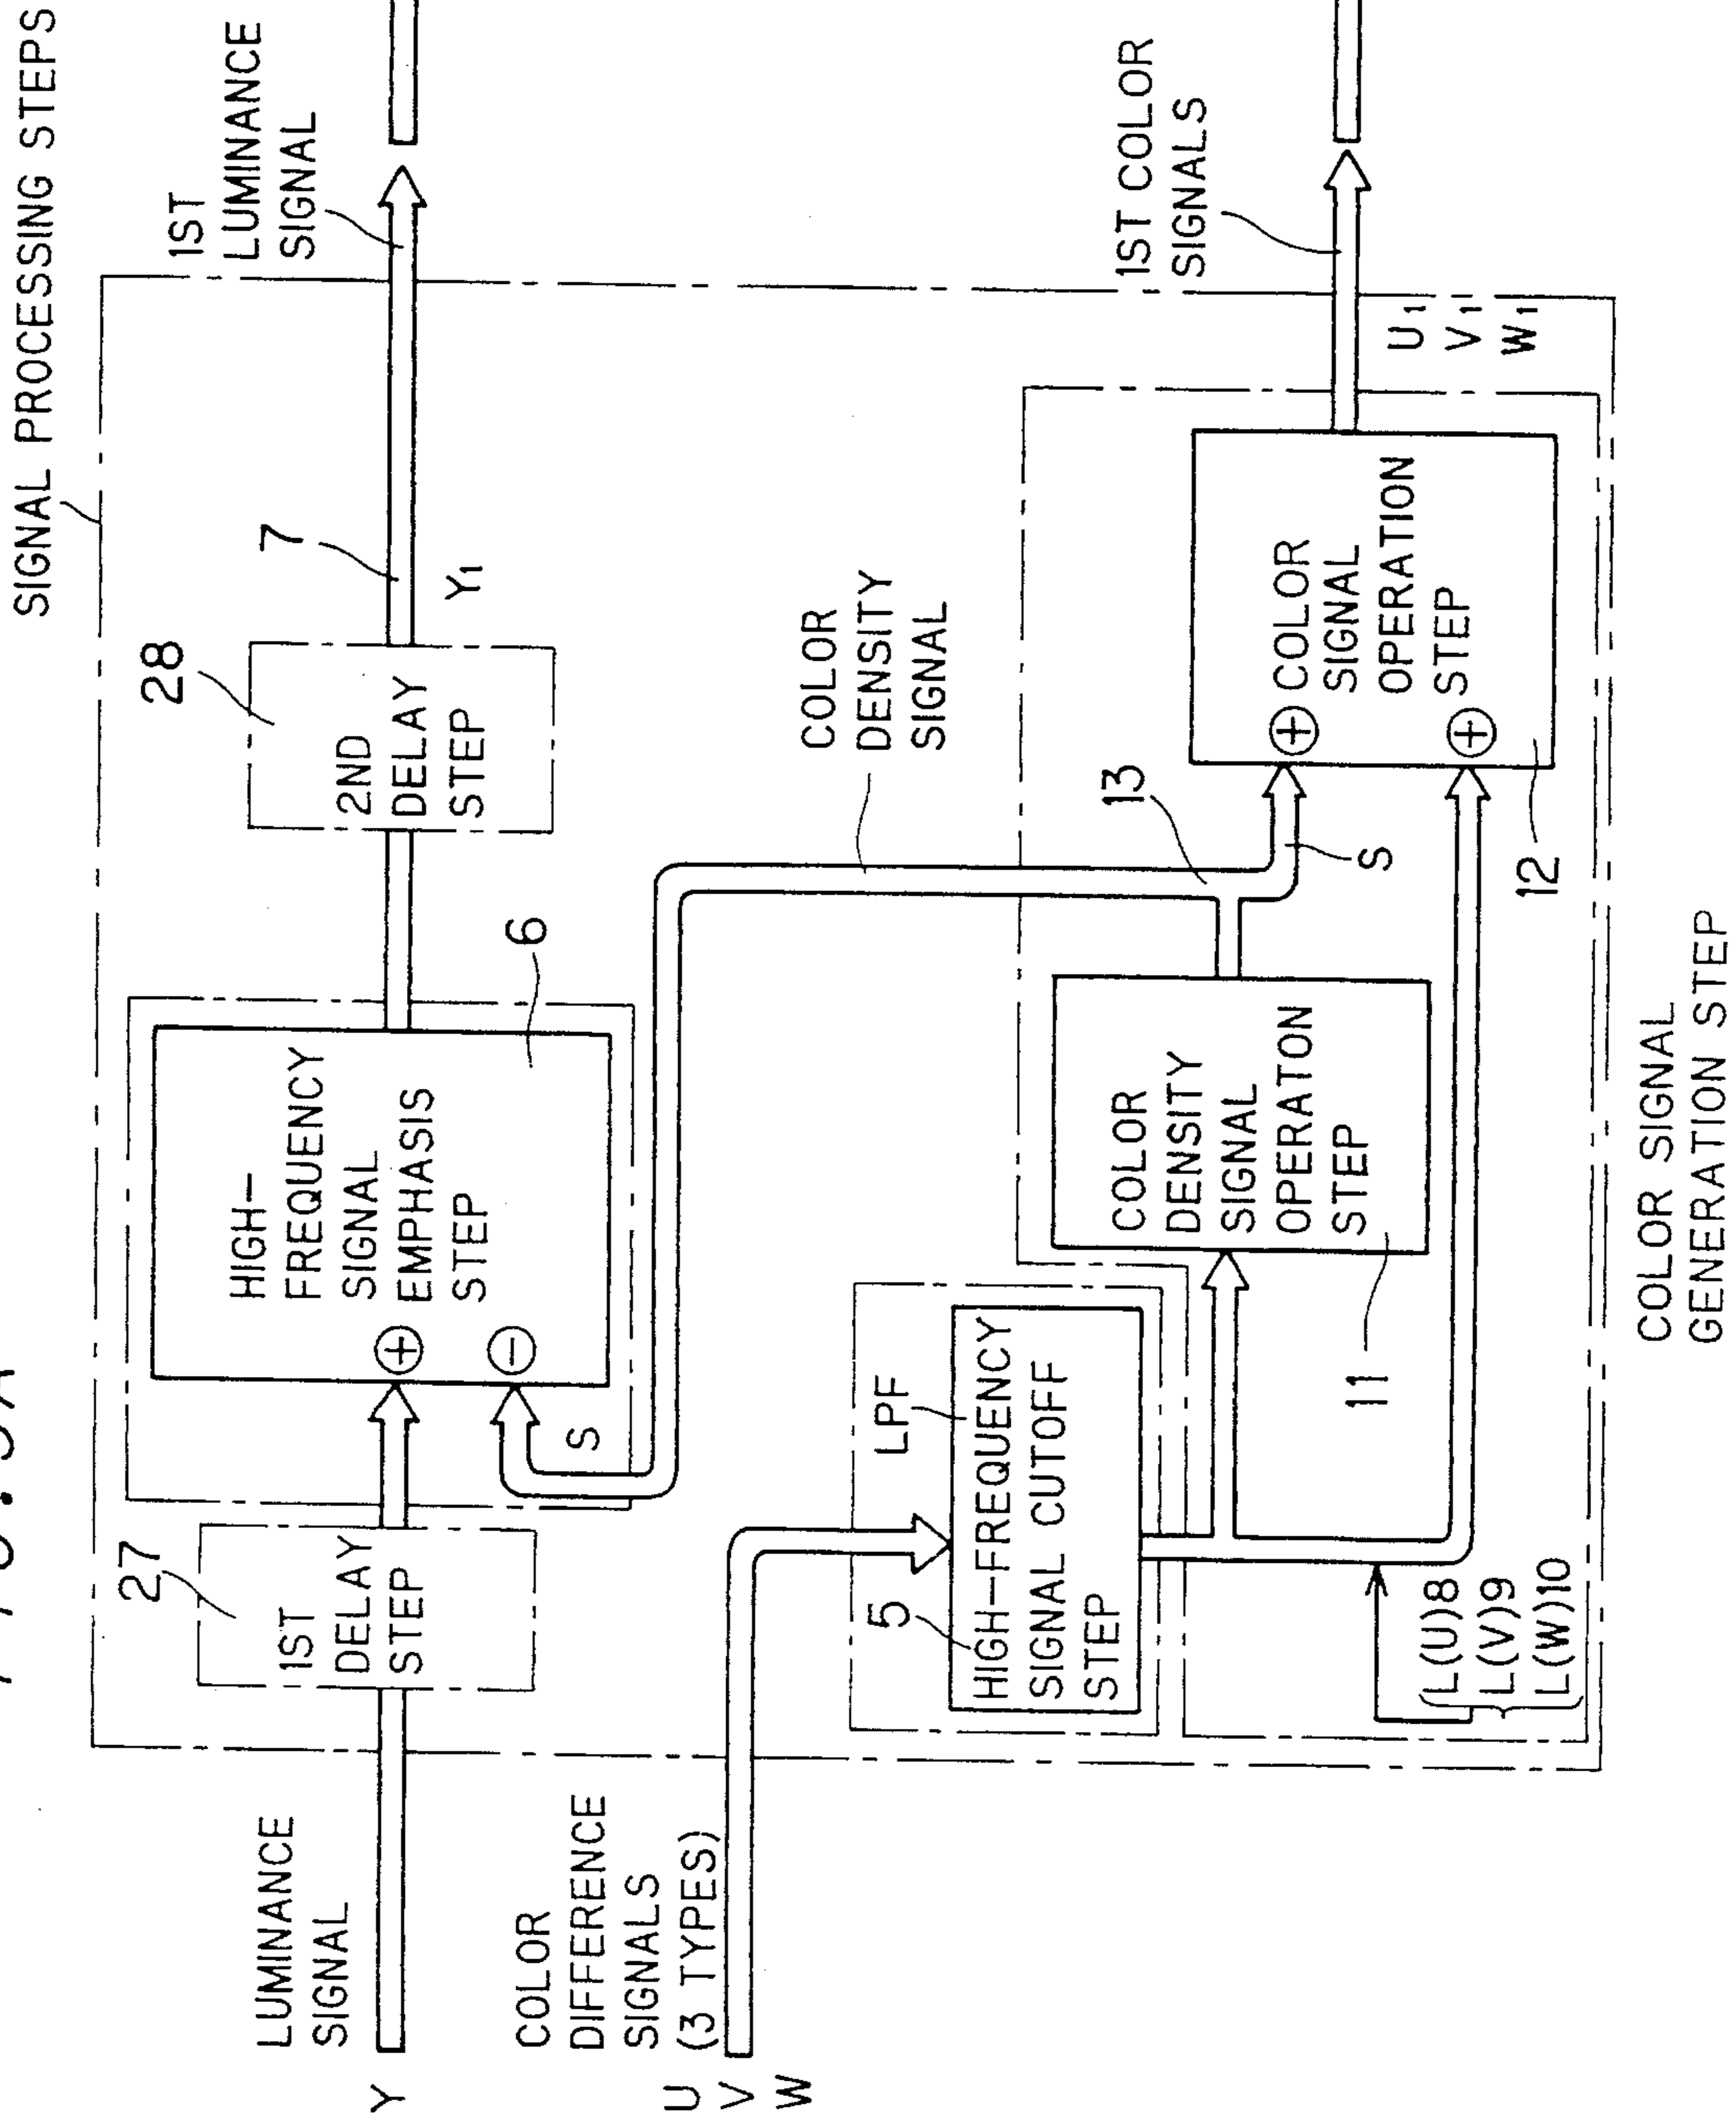 SIGNAL PROCESSING STEPS
LUMINANCE
SIGNAL
Y
27
1ST
DELAY
STEP
HIGH-
FREQUENCY
SIGNAL
EMPHASIS
STEP
+
−
S
6
28
2ND
DELAY
STEP
7
Y1
1ST
LUMINANCE
SIGNAL
COLOR
DIFFERENCE
SIGNALS
(3 TYPES)
U
V
W
LPF
5
HIGH-FREQUENCY
SIGNAL CUTOFF
STEP
L(U)8
L(V)9
L(W)10
COLOR
DENSITY
SIGNAL
OPERATON
STEP
11
COLOR
DENSITY
SIGNAL
13
S
+
+
COLOR
SIGNAL
OPERATION
STEP
12
1ST COLOR
SIGNALS
U1
V1
W1
COLOR SIGNAL
GENERATION STEP